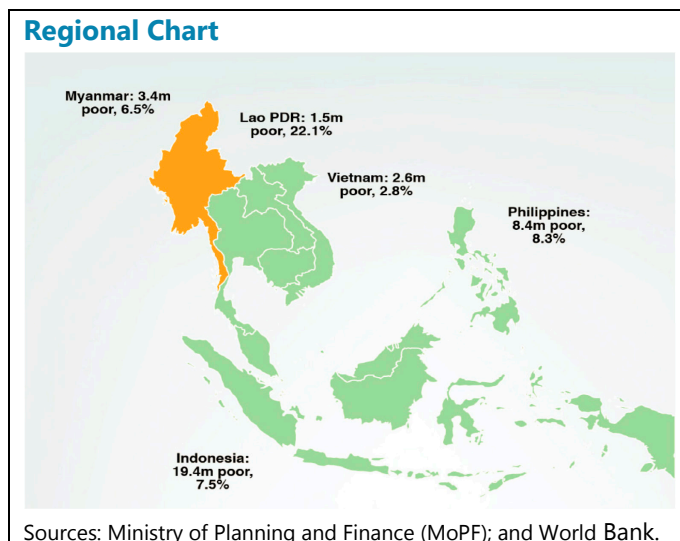 Regional Chart
Myanmar: 3.4m
poor, 6.5%
Lao PDR: 1.5m
poor, 22.1%
Vietnam: 2.6m
poor, 2.8%
Philippines:
8.4m poor,
8.3%
Indonesia:
19.4m poor,
7.5%
Sources: Ministry of Planning and Finance (MoPF); and World Bank.